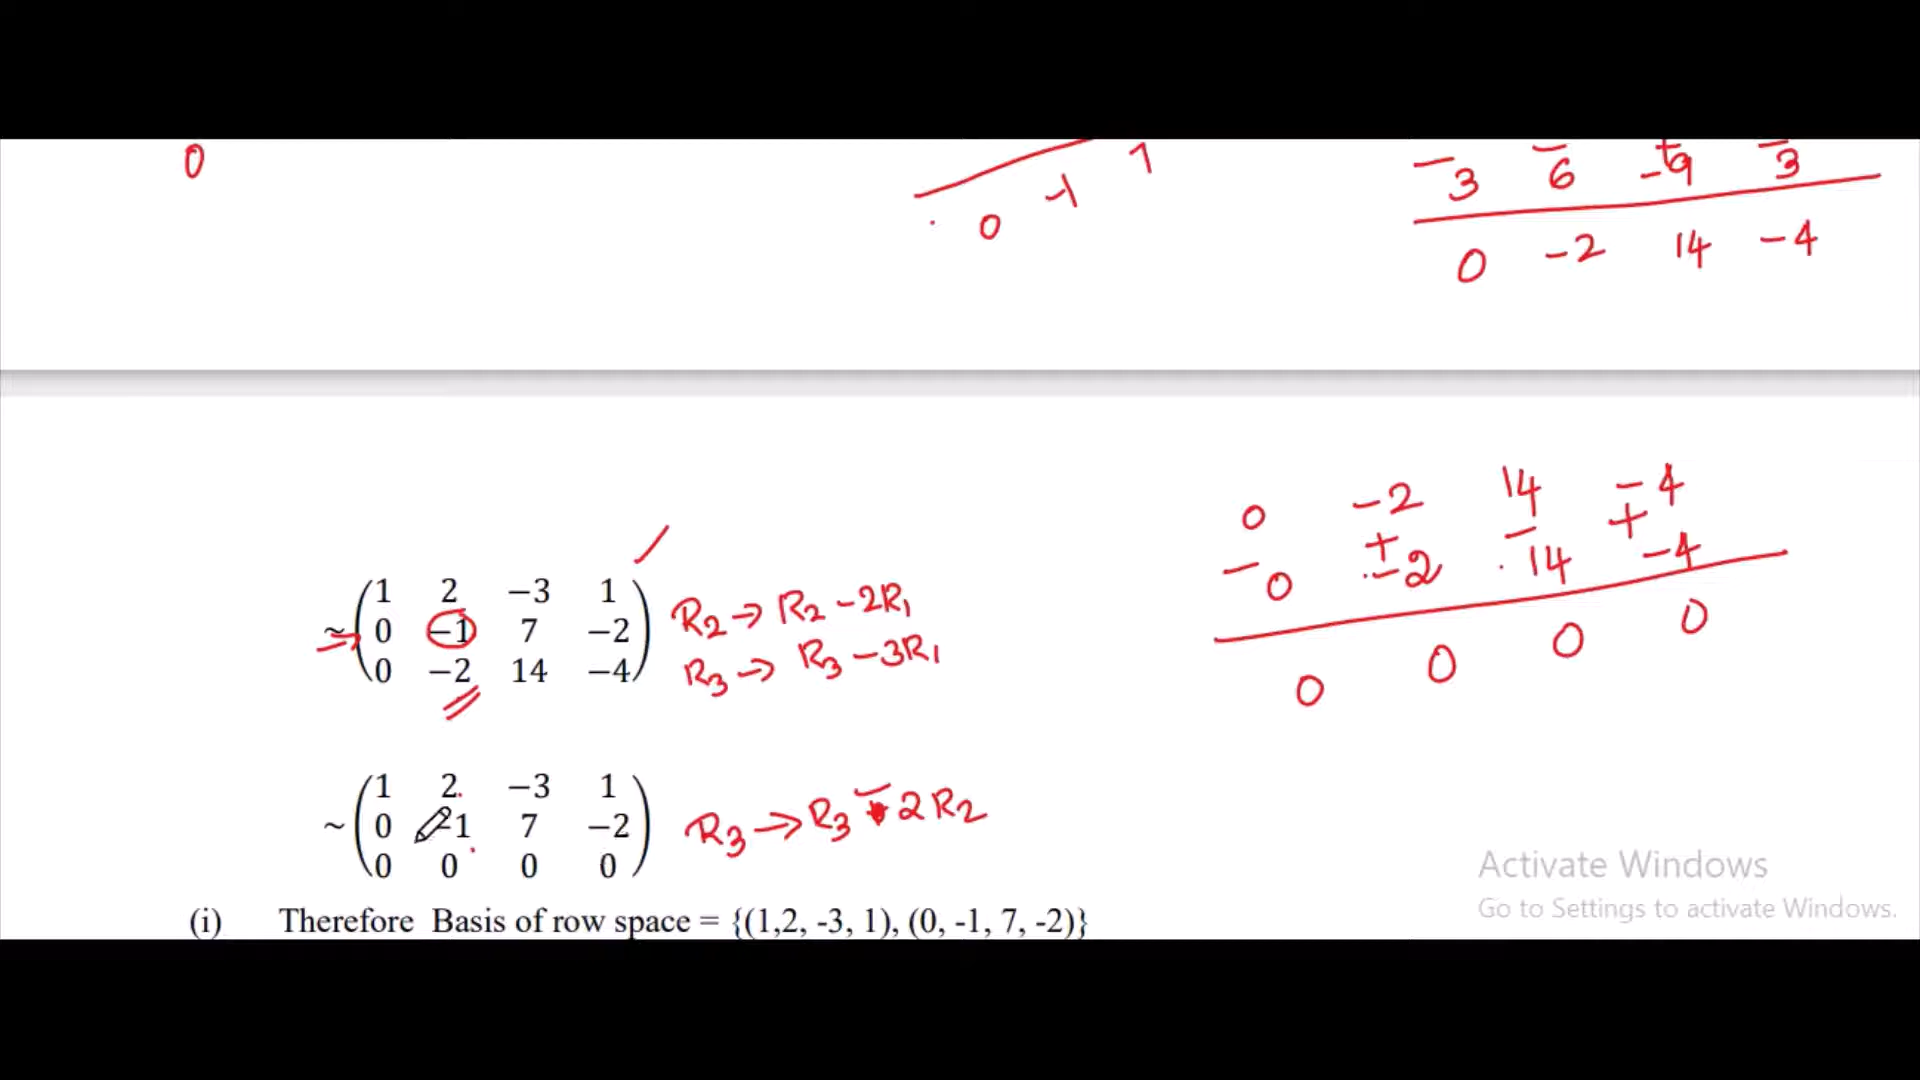 0
-1 7
0
- - + -
3 6 -9 3
0 -2 14 -4
0 -2 14 -4
- + - +
0 -2 14 -4
0 0 0 0
~ (1 2 −3 1)
(0 −1 7 −2) R2 → R2 - 2R1
(0 −2 14 −4) R3 → R3 - 3R1
~ (1 2 −3 1)
(0 −1 7 −2) R3 → R3 - 2R2
(0 0 0 0)
(i) Therefore Basis of row space = {(1,2, -3, 1), (0, -1, 7, -2)}
Activate Windows
Go to Settings to activate Windows.